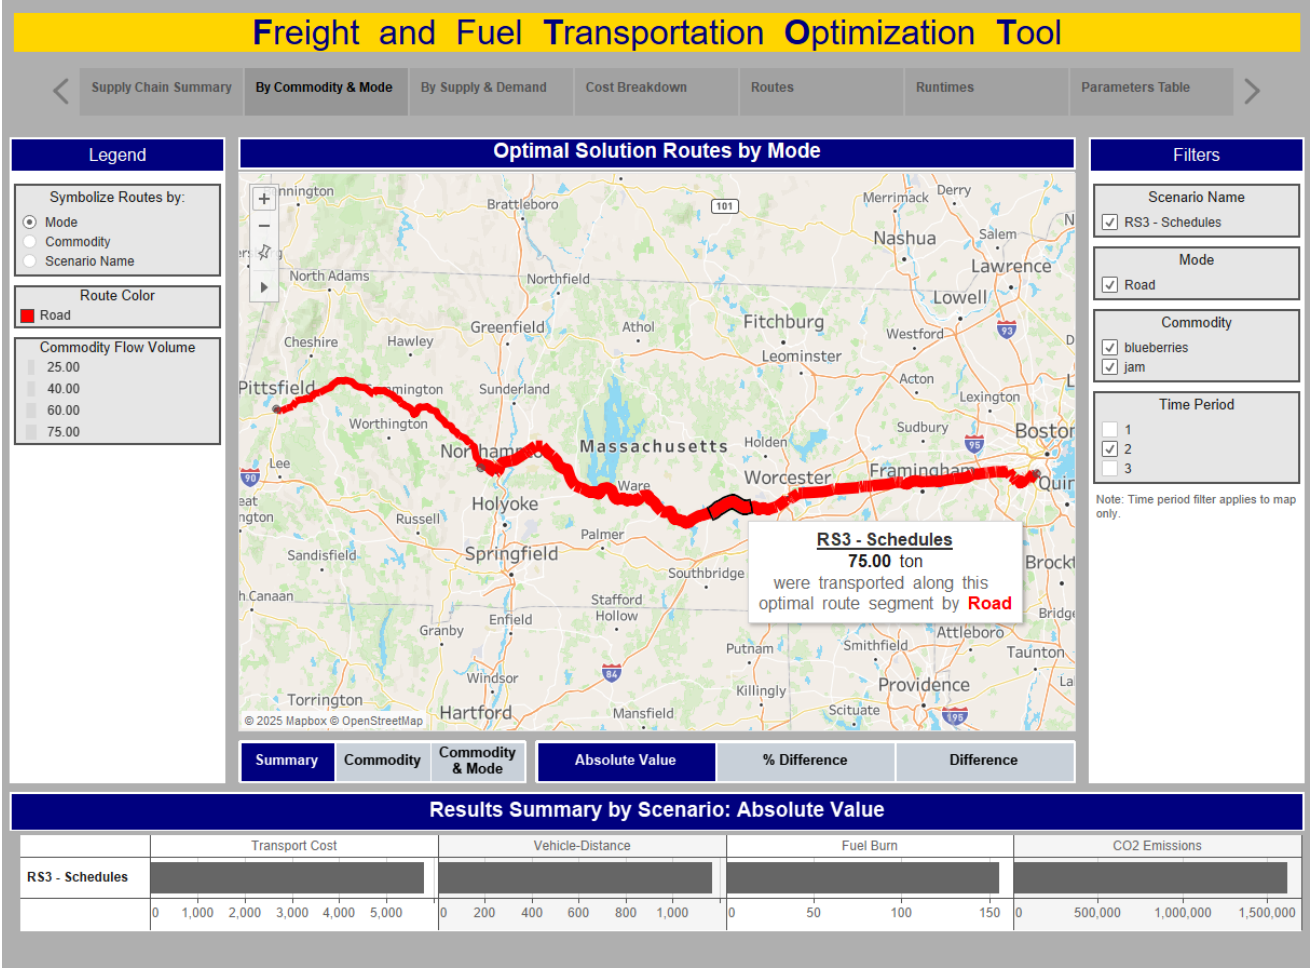 Freight and Fuel Transportation Optimization Tool
Supply Chain Summary
By Commodity & Mode
By Supply & Demand
Cost Breakdown
Routes
Runtimes
Parameters Table
Legend
Symbolize Routes by:
Mode
Commodity
Scenario Name
Route Color
Road
Commodity Flow Volume
25.00
40.00
60.00
75.00
Optimal Solution Routes by Mode
nnington
Brattleboro
101
Merrimack
Derry
Nashua
Salem
Lawrence
North Adams
Northfield
Lowell
Greenfield
Athol
Fitchburg
Westford
93
Cheshire
Hawley
Leominster
Pittsfield
Sunderland
Acton
Lexington
Worthington
Massachusetts
Holden
Sudbury
95
Boston
Lee
90
Ware
Worcester
Framingham
Holyoke
Russell
Palmer
Sandisfield
Springfield
Southbridge
Brockt
h.Canaan
Stafford
Hollow
Enfield
Granby
Bridge
Attleboro
Putnam
Smithfield
Taunton
Windsor
84
Killingly
Providence
Torrington
Hartford
Mansfield
Scituate
195
+
−
RS3 - Schedules
75.00 ton
were transported along this
optimal route segment by Road
© 2025 Mapbox © OpenStreetMap
Summary
Commodity
Commodity
& Mode
Absolute Value
% Difference
Difference
Filters
Scenario Name
RS3 - Schedules
Mode
Road
Commodity
blueberries
jam
Time Period
1
2
3
Note: Time period filter applies to map
only.
Results Summary by Scenario: Absolute Value
Transport Cost
Vehicle-Distance
Fuel Burn
CO2 Emissions
RS3 - Schedules
0 1,000 2,000 3,000 4,000 5,000
0 200 400 600 800 1,000
0 50 100 150
0 500,000 1,000,000 1,500,000